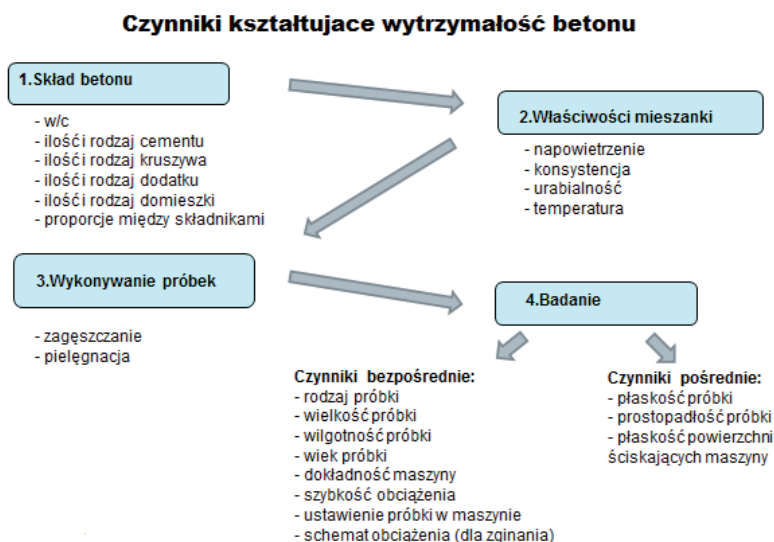 Czynniki kształtujace wytrzymałość betonu
1.Skład betonu
- w/c
- ilość i rodzaj cementu
- ilość i rodzaj kruszywa
- ilość i rodzaj dodatku
- ilość i rodzaj domieszki
- proporcje między składnikami
2.Właściwości mieszanki
- napowietrzenie
- konsystencja
- urabialność
- temperatura
3.Wykonywanie próbek
- zagęszczanie
- pielęgnacja
4.Badanie
Czynniki bezpośrednie:
- rodzaj próbki
- wielkość próbki
- wilgotność próbki
- wiek próbki
- dokładność maszyny
- szybkość obciążenia
- ustawienie próbki w maszynie
- schemat obciążenia (dla zginania)
Czynniki pośrednie:
- płaskość próbki
- prostopadłość próbki
- płaskość powierzchni
ściskających maszyny